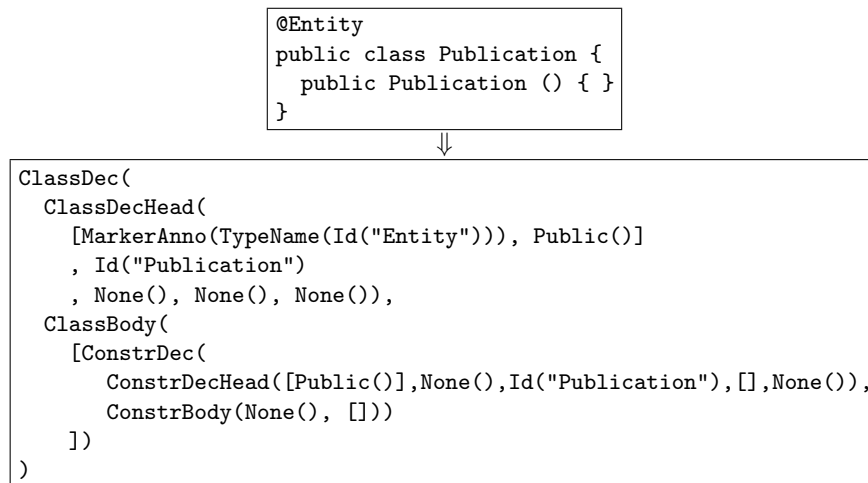 @Entity
public class Publication {
  public Publication () { }
}
⇓
ClassDec(
  ClassDecHead(
    [MarkerAnno(TypeName(Id("Entity"))), Public()]
    , Id("Publication")
    , None(), None(), None()),
  ClassBody(
    [ConstrDec(
       ConstrDecHead([Public()],None(),Id("Publication"),[],None()),
       ConstrBody(None(), []))
    ])
)